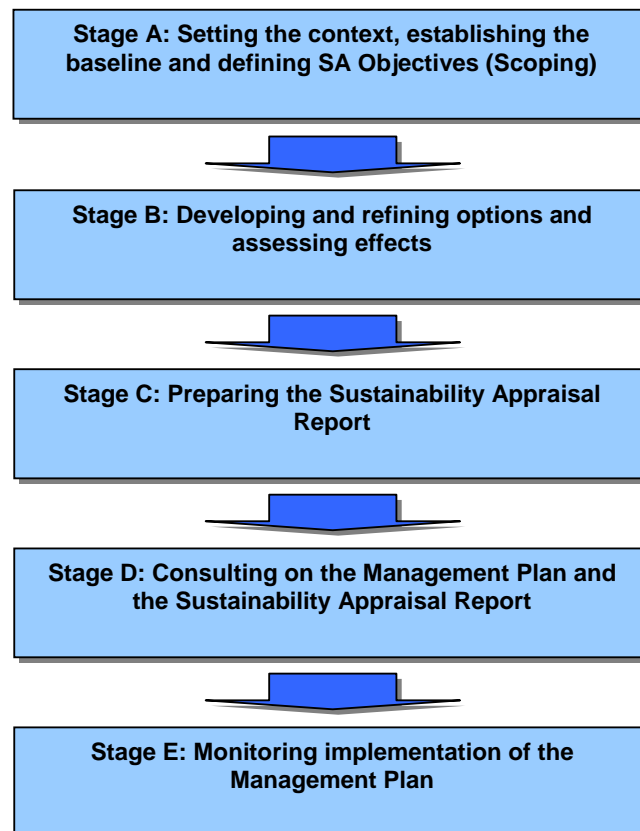 Stage A: Setting the context, establishing the
baseline and defining SA Objectives (Scoping)
Stage B: Developing and refining options and
assessing effects
Stage C: Preparing the Sustainability Appraisal
Report
Stage D: Consulting on the Management Plan and
the Sustainability Appraisal Report
Stage E: Monitoring implementation of the
Management Plan